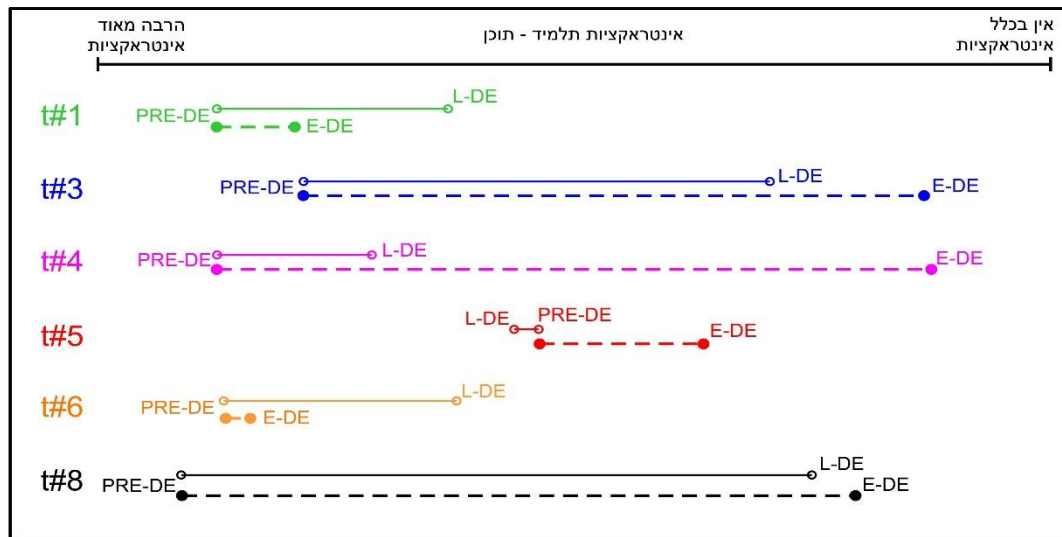 אין בכלל
אינטראקציות
אינטראקציות תלמיד - תוכן
הרבה מאוד
אינטראקציות
t#1
L-DE
PRE-DE
E-DE
t#3
PRE-DE
L-DE
E-DE
t#4
PRE-DE
L-DE
E-DE
t#5
L-DE
PRE-DE
E-DE
t#6
PRE-DE
L-DE
E-DE
t#8
PRE-DE
L-DE
E-DE